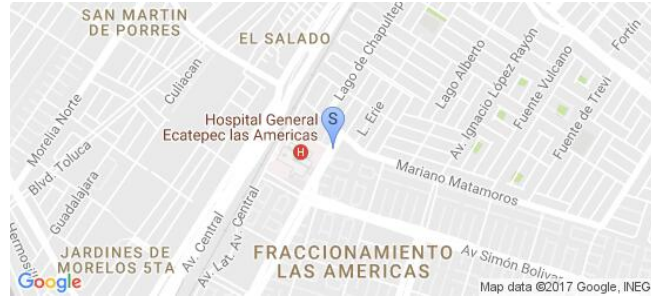 SAN MARTIN
DE PORRES
EL SALADO
Culiacan
Lago de Chapultep
Fortín
Morelia Norte
Blvd. Toluca
Guadalajara
Hermosill
Hospital General
Ecatepec las Americas
H
S
L. Erie
Lago Alberto
Av. Ignacio López Rayón
Fuente Vulcano
Fuente de Trevi
Mariano Matamoros
Av. Central
Av. Lat. Av. Central
JARDINES DE
MORELOS 5TA
FRACCIONAMIENTO
LAS AMERICAS
Av Simón Bolivar
Google
Map data ©2017 Google, INEG